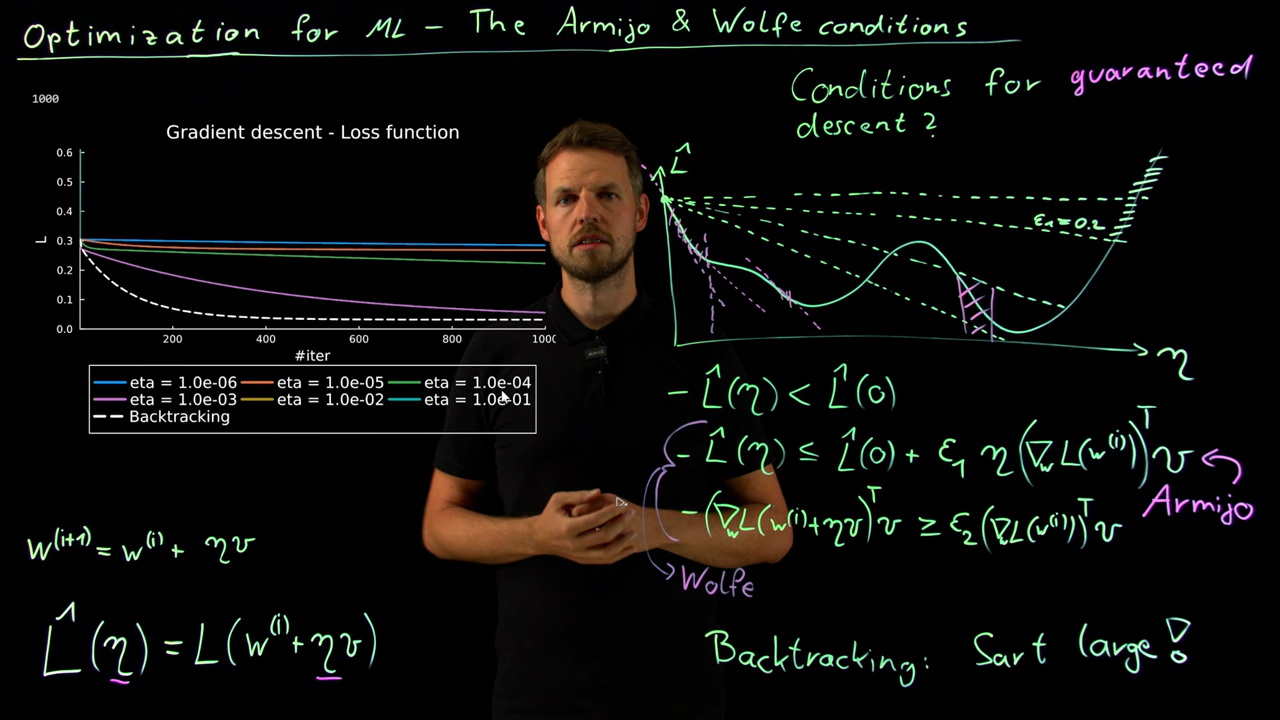 Optimization for ML – The Armijo & Wolfe conditions
Conditions for guaranteed
descent ?
1000
Gradient descent - Loss function
0.6
0.5
0.4
0.3
0.2
0.1
0.0
L
200 400 600 800 1000
#iter
eta = 1.0e-06 eta = 1.0e-05 eta = 1.0e-04
eta = 1.0e-03 eta = 1.0e-02 eta = 1.0e-01
Backtracking
L̂
ε₁=0.2
η
- L̂(η) < L̂(0)
- L̂(η) ≤ L̂(0) + ε₁ η (∇_w L(w⁽ⁱ⁾))ᵀ v
Armijo
- (∇_w L(w⁽ⁱ⁾+ηv))ᵀ v ≥ ε₂ (∇L(w⁽ⁱ⁾))ᵀ v
Wolfe
w⁽ⁱ⁺¹⁾ = w⁽ⁱ⁾ + ηv
L̂(η) = L(w⁽ⁱ⁾+ηv)
Backtracking: Sart large!